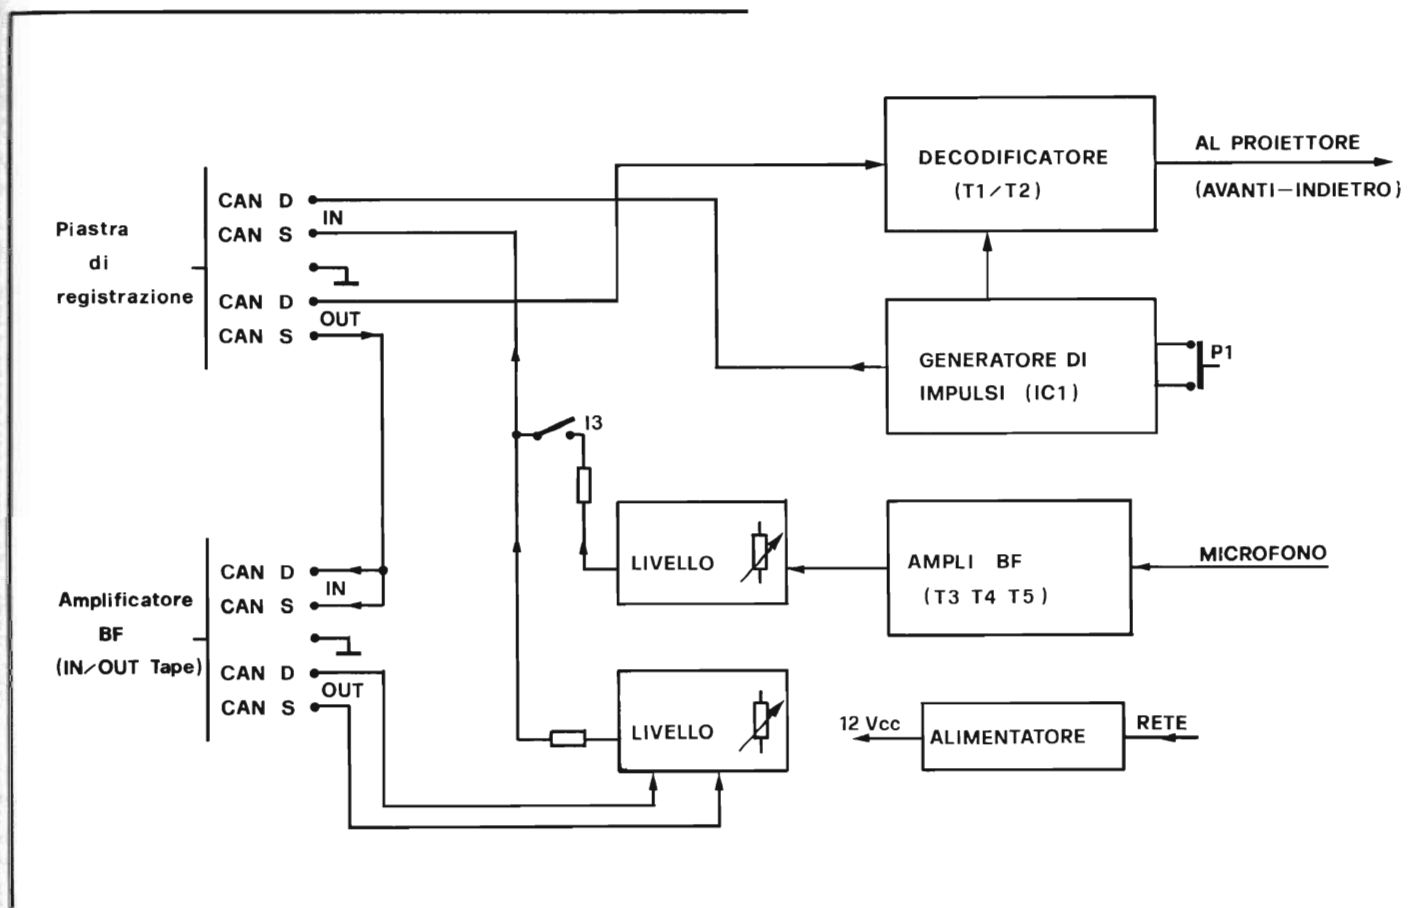 Piastra
di
registrazione
CAN D
IN
CAN S
CAN D
OUT
CAN S
DECODIFICATORE
(T1/T2)
AL PROIETTORE
(AVANTI-INDIETRO)
GENERATORE DI
IMPULSI (IC1)
P1
I3
LIVELLO
AMPLI BF
(T3 T4 T5)
MICROFONO
Amplificatore
BF
(IN/OUT Tape)
CAN D
IN
CAN S
CAN D
OUT
CAN S
LIVELLO
12 Vcc
ALIMENTATORE
RETE